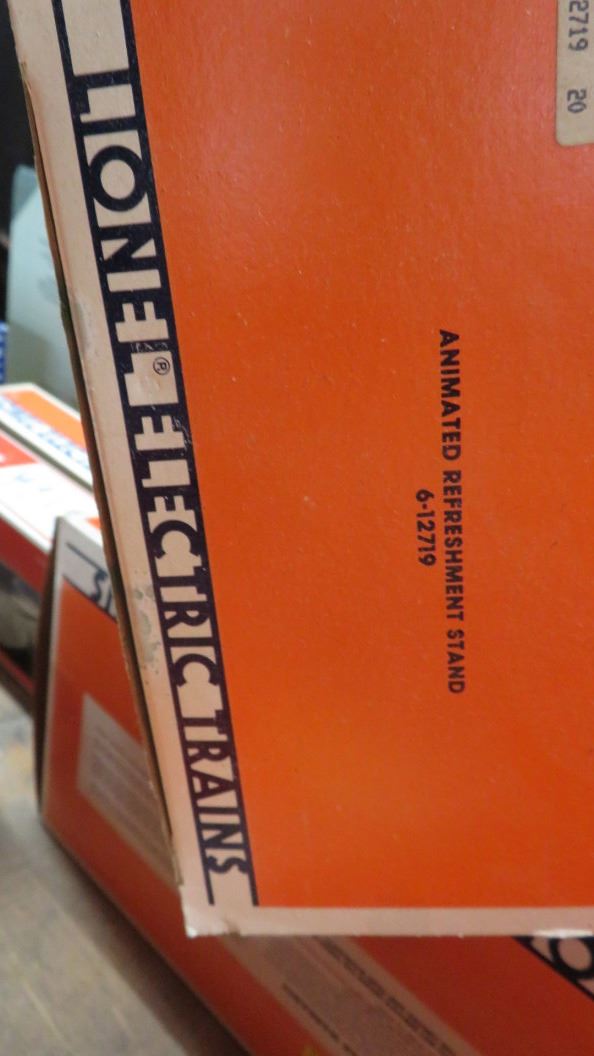 LIONEL® ELECTRIC TRAINS
ANIMATED REFRESHMENT STAND
6-12719
2719 20